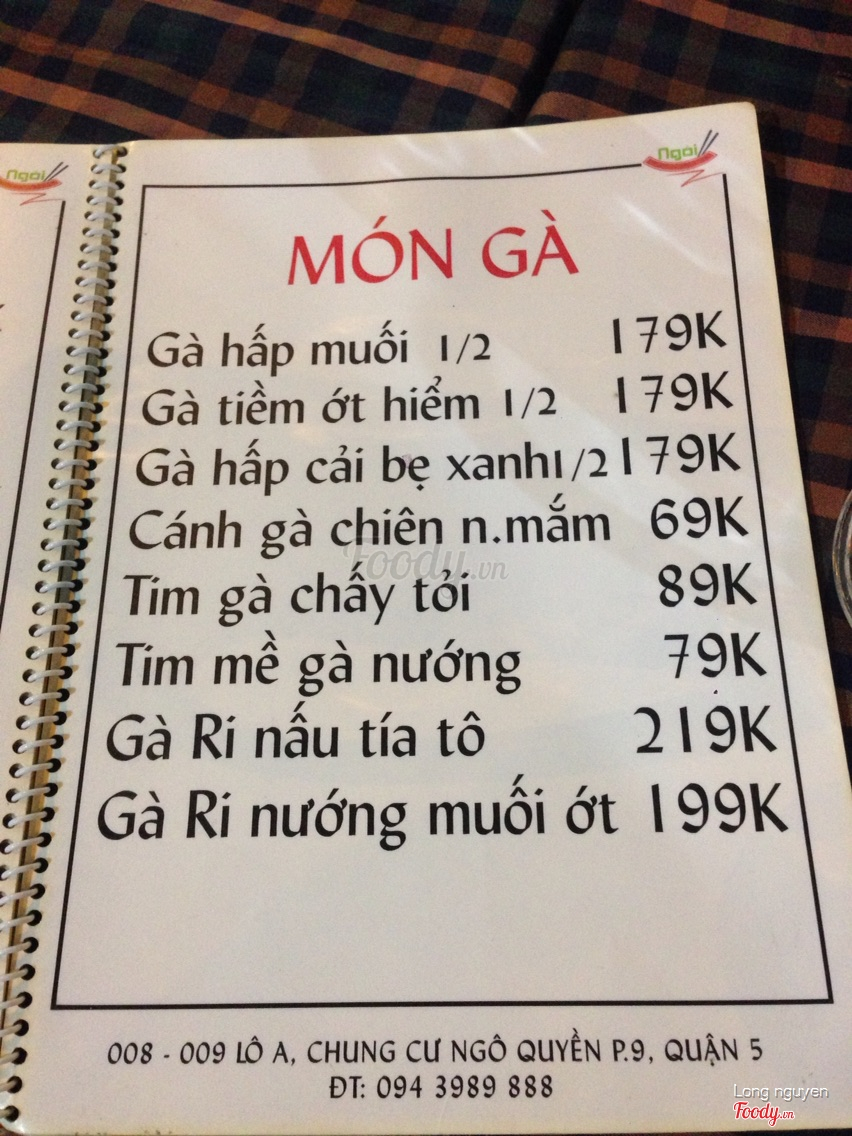 Ngói
Ngói
MÓN GÀ
Gà hấp muối 1/2 179K
Gà tiềm ớt hiểm 1/2 179K
Gà hấp cải bẹ xanh1/2 179K
Cánh gà chiên n.mắm 69K
Foody.vn
Tim gà chấy tỏi 89K
Tim mề gà nướng 79K
Gà Ri nấu tía tô 219K
Gà Ri nướng muối ớt 199K
008 - 009 LÔ A, CHUNG CƯ NGÔ QUYỀN P.9, QUẬN 5
ĐT: 094 3989 888
Long nguyen
Foody.vn